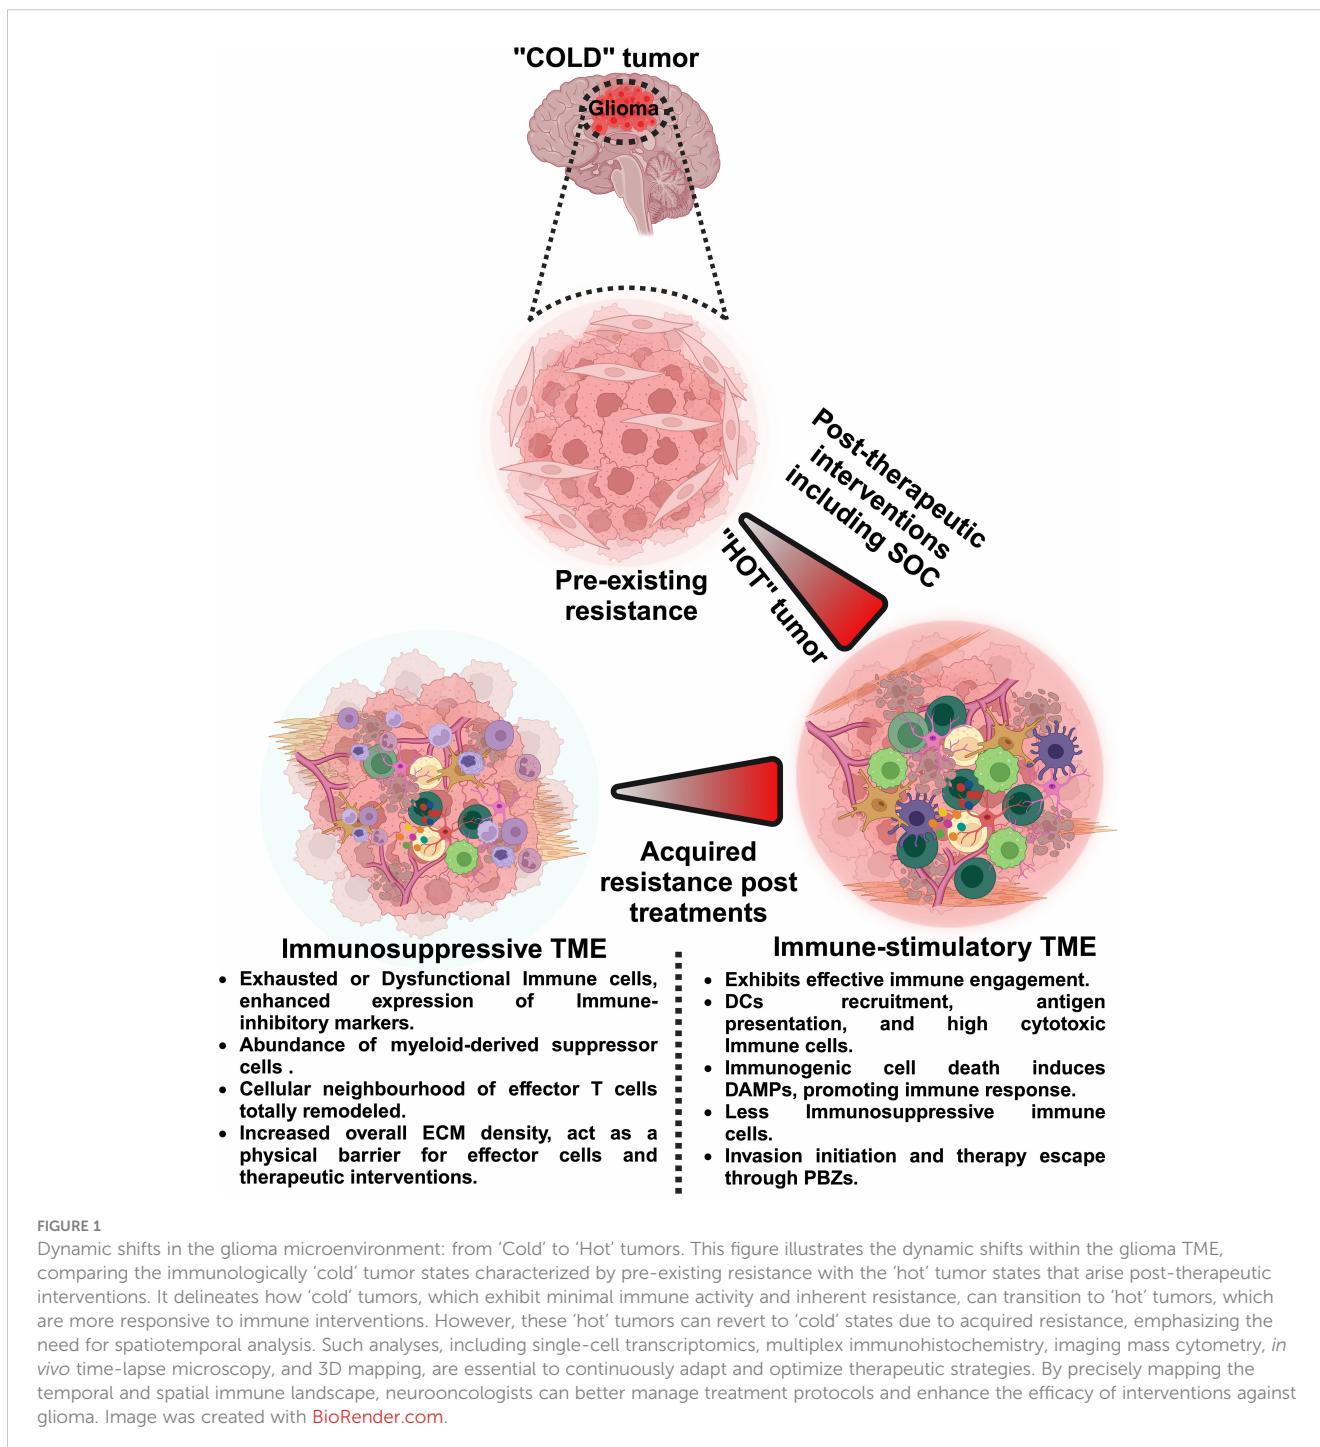 "COLD" tumor
Glioma
Post-therapeutic
interventions
including SOC
"HOT" tumor
Pre-existing
resistance
Acquired
resistance post
treatments
Immunosuppressive TME
• Exhausted or Dysfunctional Immune cells,
enhanced expression of Immune-
inhibitory markers.
• Abundance of myeloid-derived suppressor
cells .
• Cellular neighbourhood of effector T cells
totally remodeled.
• Increased overall ECM density, act as a
physical barrier for effector cells and
therapeutic interventions.
Immune-stimulatory TME
• Exhibits effective immune engagement.
• DCs recruitment, antigen
presentation, and high cytotoxic
Immune cells.
• Immunogenic cell death induces
DAMPs, promoting immune response.
• Less Immunosuppressive immune
cells.
• Invasion initiation and therapy escape
through PBZs.
FIGURE 1
Dynamic shifts in the glioma microenvironment: from ‘Cold’ to ‘Hot’ tumors. This figure illustrates the dynamic shifts within the glioma TME,
comparing the immunologically ‘cold’ tumor states characterized by pre-existing resistance with the ‘hot’ tumor states that arise post-therapeutic
interventions. It delineates how ‘cold’ tumors, which exhibit minimal immune activity and inherent resistance, can transition to ‘hot’ tumors, which
are more responsive to immune interventions. However, these ‘hot’ tumors can revert to ‘cold’ states due to acquired resistance, emphasizing the
need for spatiotemporal analysis. Such analyses, including single-cell transcriptomics, multiplex immunohistochemistry, imaging mass cytometry, in
vivo time-lapse microscopy, and 3D mapping, are essential to continuously adapt and optimize therapeutic strategies. By precisely mapping the
temporal and spatial immune landscape, neurooncologists can better manage treatment protocols and enhance the efficacy of interventions against
glioma. Image was created with BioRender.com.